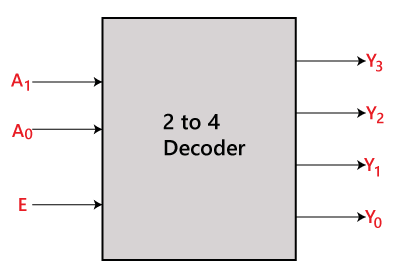 A₁
A₀
E
2 to 4
Decoder
Y₃
Y₂
Y₁
Y₀